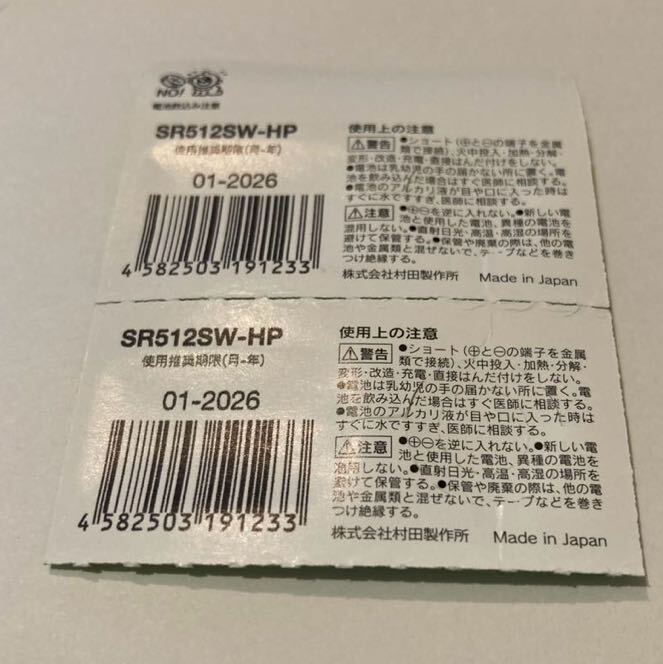 NO!
電池飲込み注意
SR512SW-HP
使用推奨期限(月-年)
01-2026
4 582503 191233
使用上の注意
⚠警告 ●ショート(⊕と⊖の端子を金属
類で接続)、火中投入・加熱・分解・
変形・改造・充電・直接はんだ付けをしない。
●電池は乳幼児の手の届かない所に置く。電
池を飲み込んだ場合はすぐ医師に相談する。
●電池のアルカリ液が目や口に入った時は
すぐに水ですすぎ、医師に相談する。
⚠注意 ●⊕⊖を逆に入れない。●新しい電
池と使用した電池、異種の電池を
混用しない。●直射日光・高温・高湿の場所を
避けて保管する。●保管や廃棄の際は、他の電
池や金属類と混ぜないで、テープなどを巻き
つけ絶縁する。
株式会社村田製作所 Made in Japan
SR512SW-HP
使用推奨期限(月-年)
01-2026
4 582503 191233
使用上の注意
⚠警告 ●ショート(⊕と⊖の端子を金属
類で接続)、火中投入・加熱・分解・
変形・改造・充電・直接はんだ付けをしない。
●電池は乳幼児の手の届かない所に置く。電
池を飲み込んだ場合はすぐ医師に相談する。
●電池のアルカリ液が目や口に入った時は
すぐに水ですすぎ、医師に相談する。
⚠注意 ●⊕⊖を逆に入れない。●新しい電
池と使用した電池、異種の電池を
混用しない。●直射日光・高温・高湿の場所を
避けて保管する。●保管や廃棄の際は、他の電
池や金属類と混ぜないで、テープなどを巻き
つけ絶縁する。
株式会社村田製作所 Made in Japan